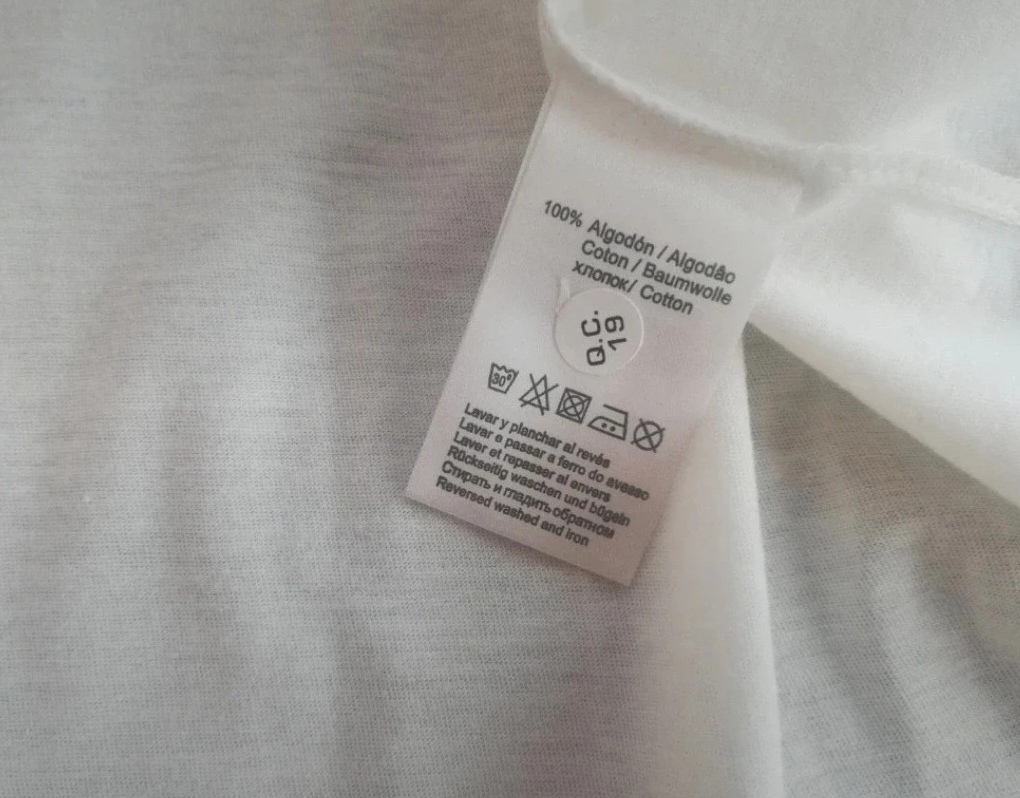 100% Algodón / Algodâo
Coton / Baumwolle
хлопок/ Cotton
Q.C.
19
30°
Lavar y planchar al revés
Lavar e passar a ferro do avesso
Laver et repasser al envers
Rückseitig waschen und bügeln
Стирать и гладить обратном
Reversed washed and iron